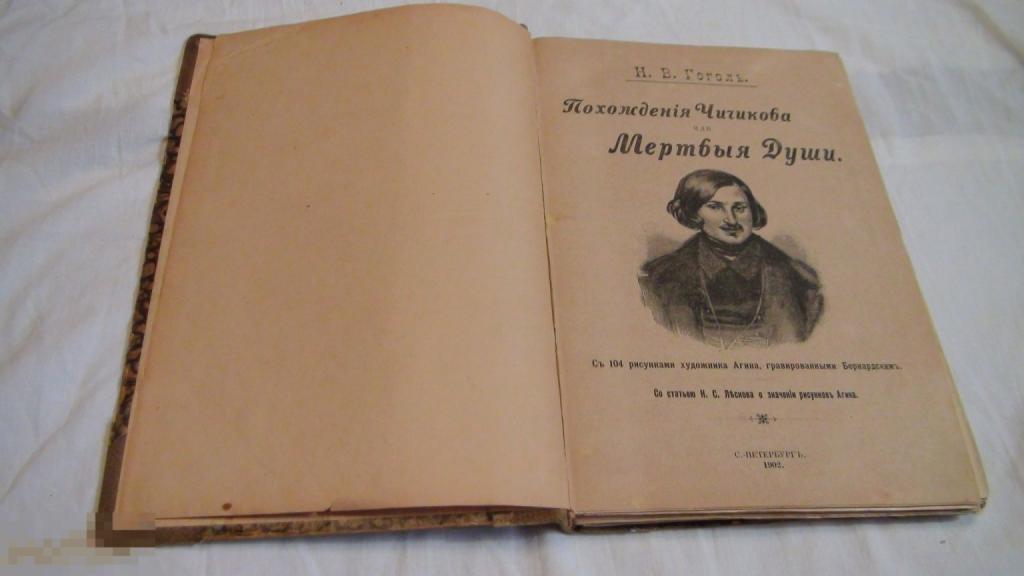 Н. В. Гоголь.
Похожденія Чичикова
или
Мертвыя Души.
Съ 104 рисунками художника Агина, гравированными Бернардскимъ.
Со статьею Н. С. Лѣскова о значеніи рисунковъ Агина.
С.-ПЕТЕРБУРГЪ.
1902.